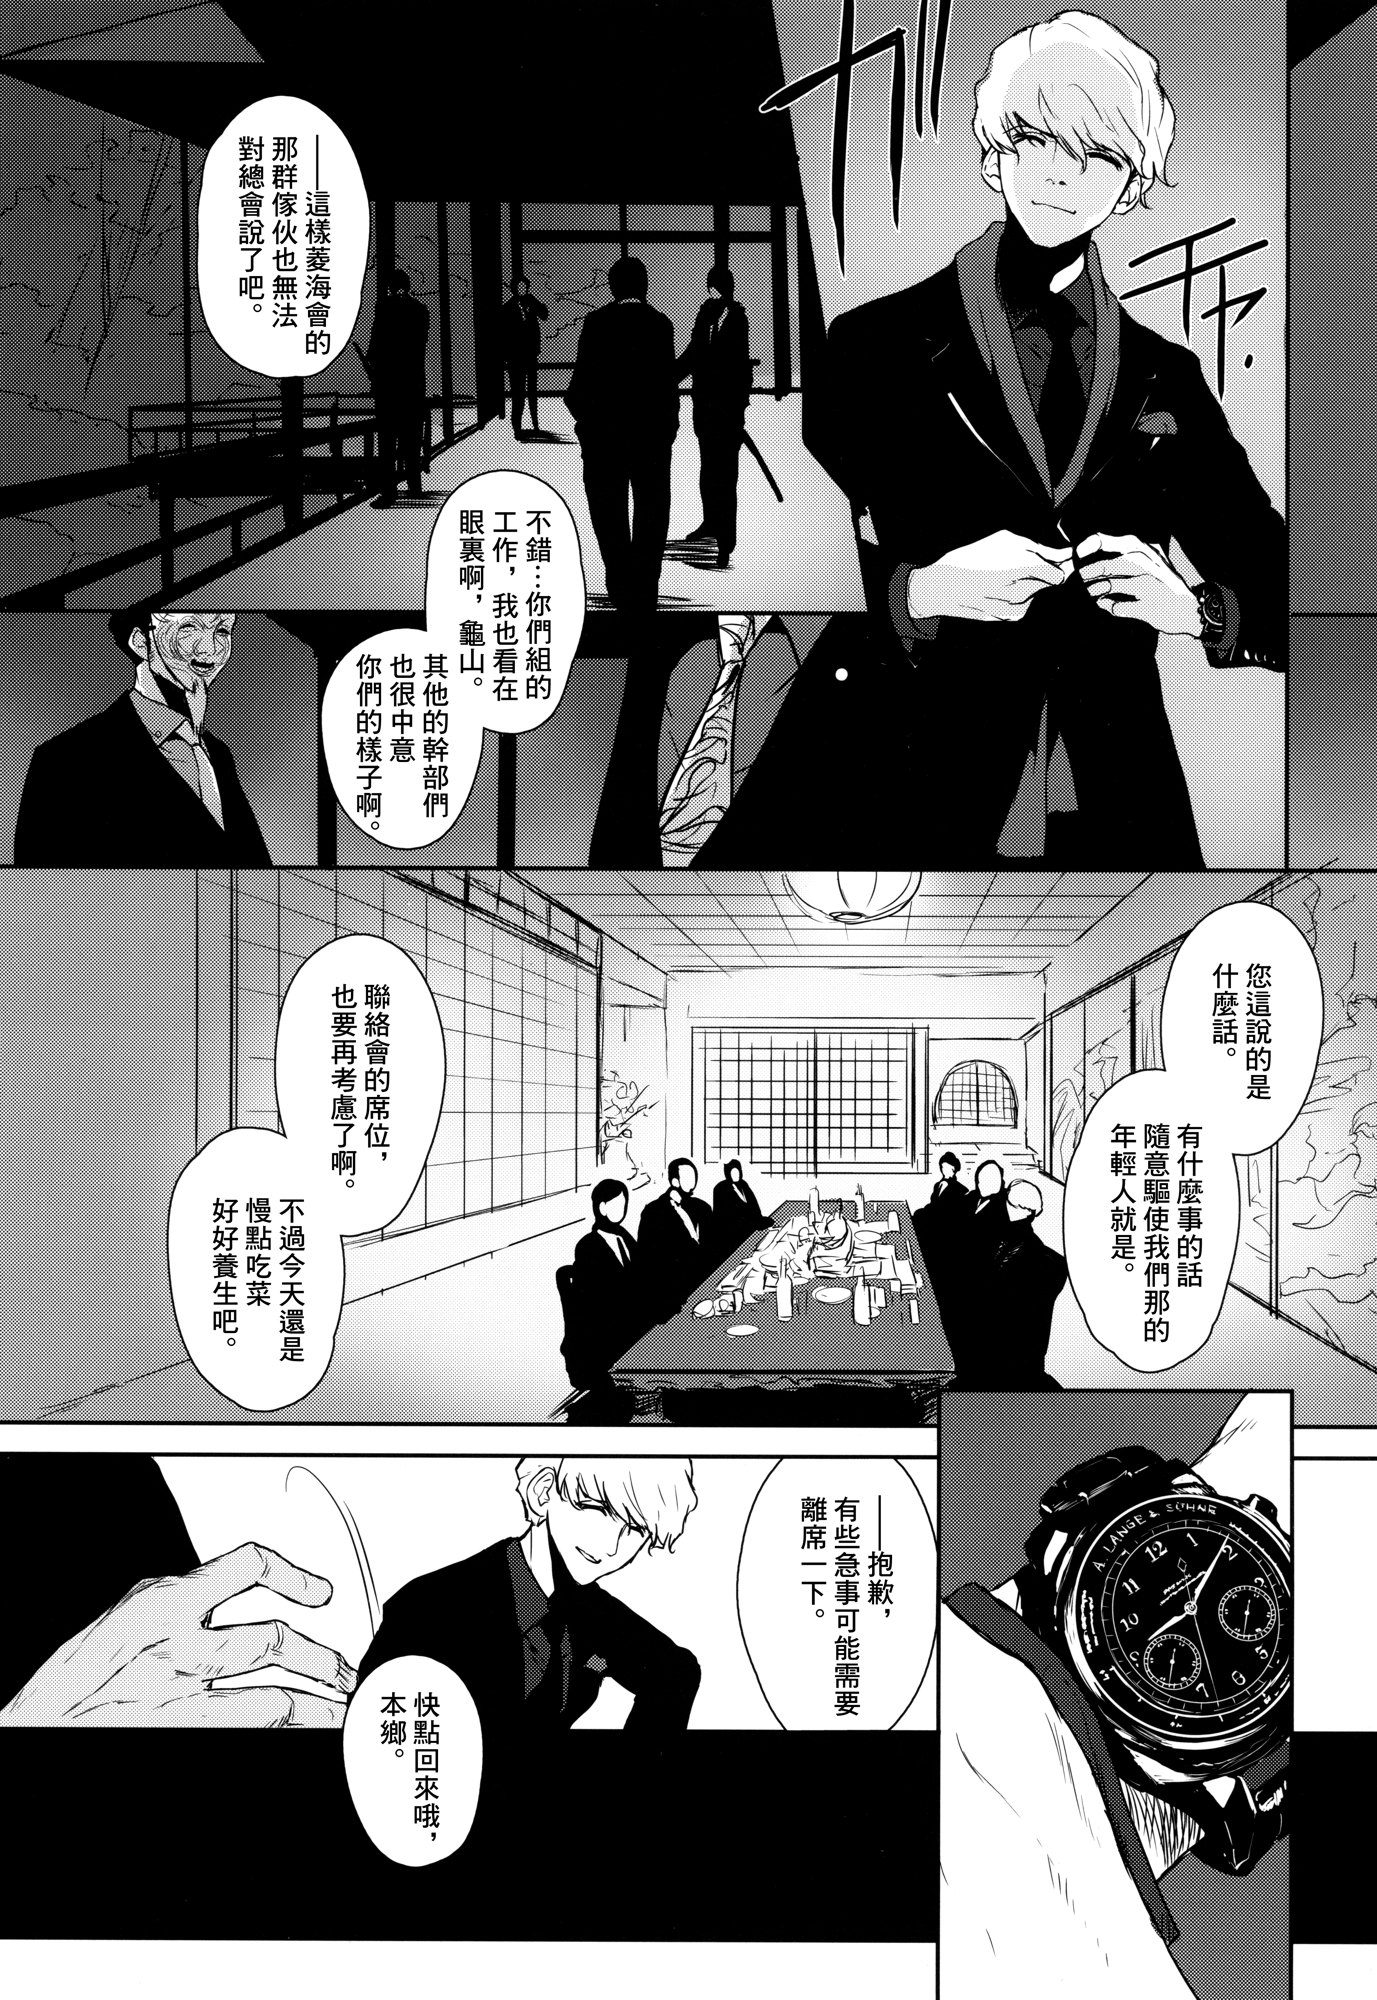 ガ
チャ.
——這樣菱海會的
那群傢伙也無法
對總會說了吧。
不錯…你們組的
工作，我也看在
眼裏啊，龜山。
其他的幹部們
也很中意
你們的樣子啊。
您這說的是
什麼話。
有什麼事的話
隨意驅使我們那的
年輕人就是。
聯絡會的席位，
也要再考慮了啊。
不過今天還是
慢點吃菜
好好養生吧。
A. LANGE & SÖHNE
12
1
2
11
10
5
6
7
——抱歉，
有些急事可能需要
離席一下。
快點回來哦，
本鄉。